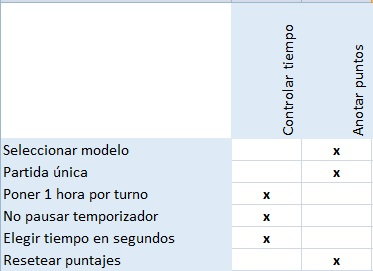 Controlar tiempo
Anotar puntos
Seleccionar modelo x
Partida única x
Poner 1 hora por turno x
No pausar temporizador x
Elegir tiempo en segundos x
Resetear puntajes x